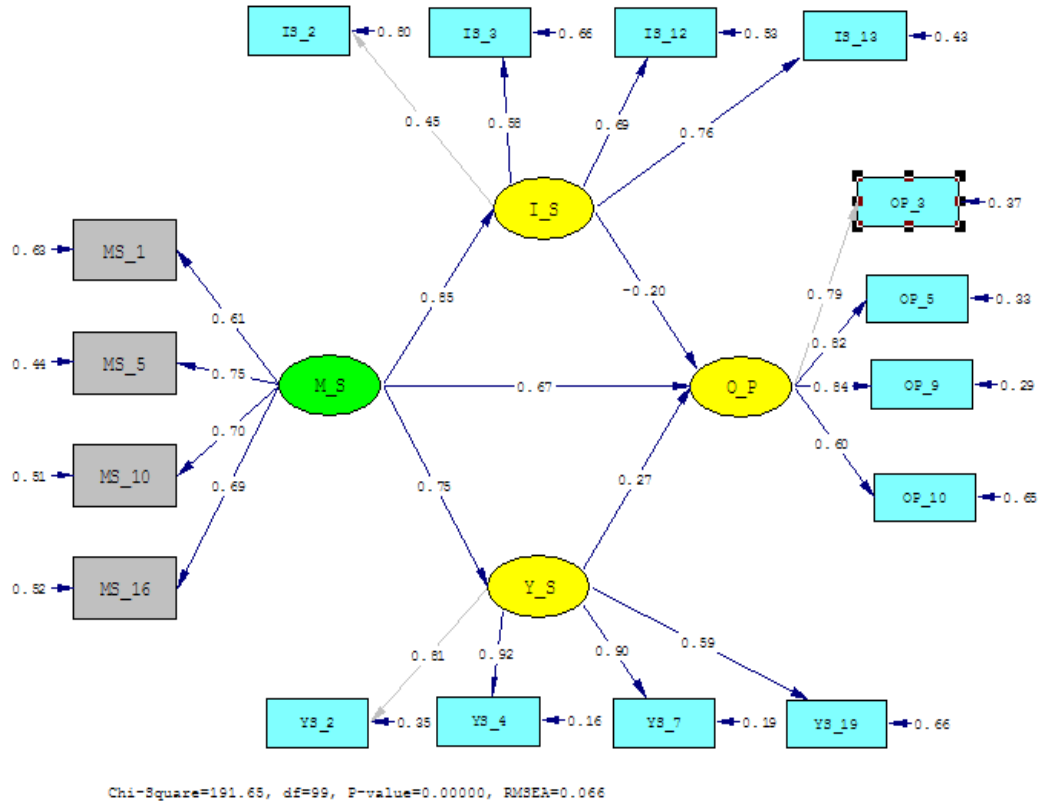 IS_2
0.80
IS_3
0.66
IS_12
0.53
IS_13
0.43
0.45
0.58
0.69
0.76
I_S
OP_3
0.37
0.63
MS_1
0.79
OP_5
0.33
0.61
0.85
-0.20
0.82
0.44
MS_5
0.75
M_S
0.67
O_P
0.84
OP_9
0.29
0.70
0.60
0.51
MS_10
0.69
0.75
0.27
OP_10
0.65
0.52
MS_16
Y_S
0.81
0.92
0.90
0.59
YS_2
0.35
YS_4
0.16
YS_7
0.19
YS_19
0.66
Chi-Square=191.65, df=99, P-value=0.00000, RMSEA=0.066